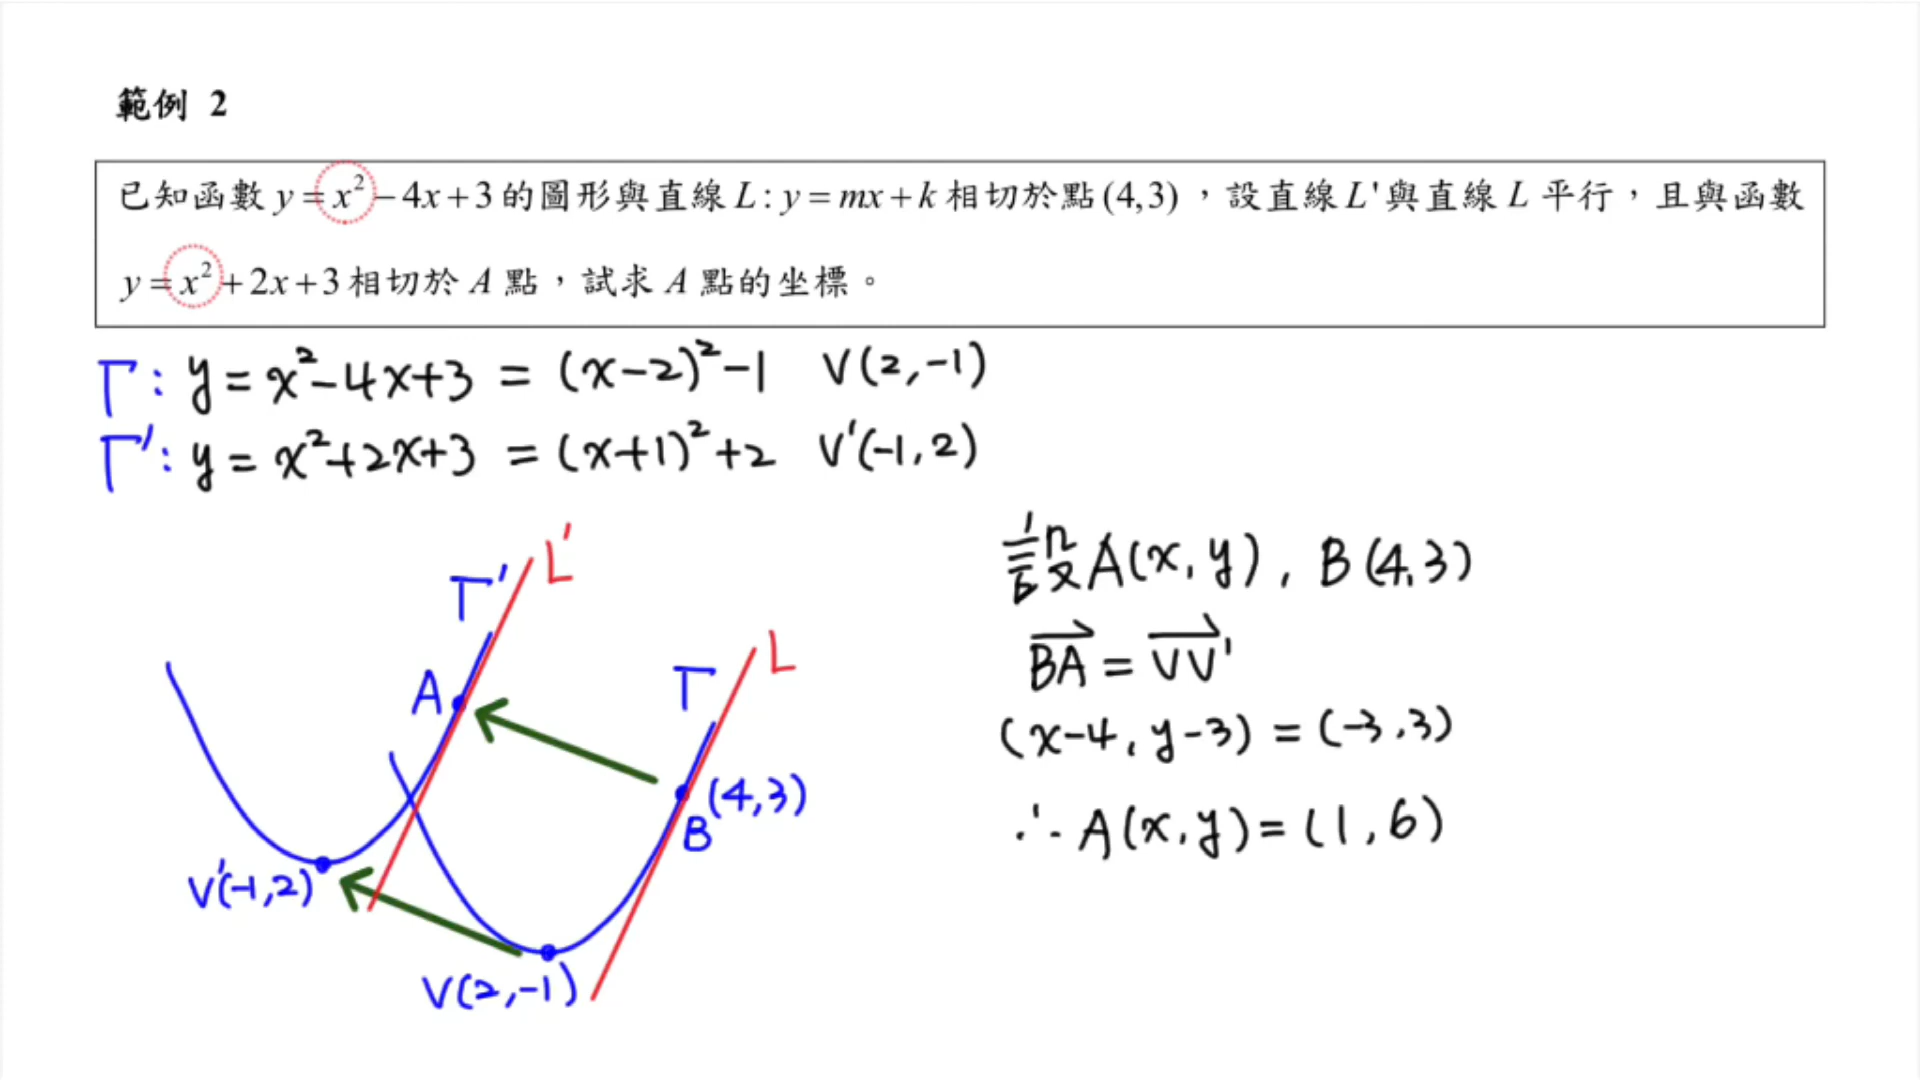 範例 2
已知函數 y = x² − 4x + 3 的圖形與直線 L : y = mx + k 相切於點 (4,3) ，設直線 L' 與直線 L 平行，且與函數
y = x² + 2x + 3 相切於 A 點，試求 A 點的坐標。
Γ : y = x² − 4x + 3 = (x−2)² − 1 V(2,−1)
Γ' : y = x² + 2x + 3 = (x+1)² + 2 V'(−1,2)
L'
Γ'
L
Γ
A
(4,3)
B
V'(−1,2)
V(2,−1)
設 A(x,y) , B(4,3)
$\overrightarrow{BA}$ = $\overrightarrow{VV'}$
(x−4, y−3) = (−3,3)
∴ A(x,y) = (1,6)